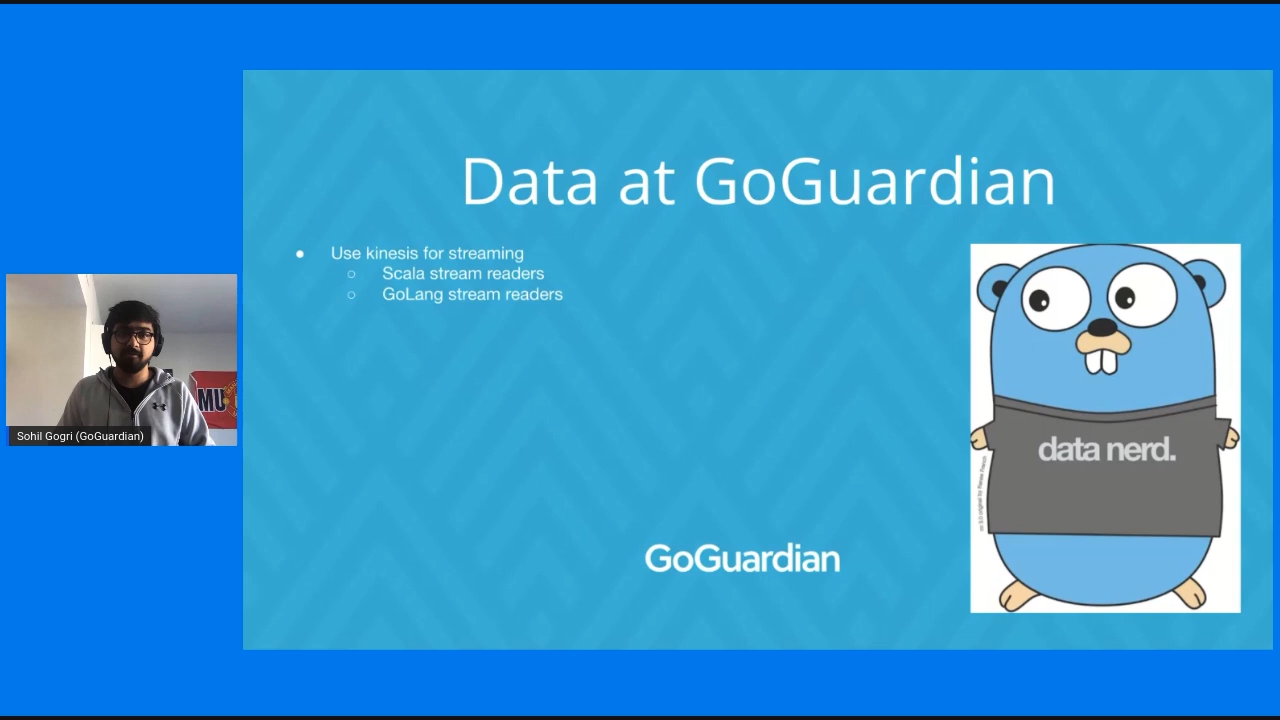 Data at GoGuardian
Use kinesis for streaming
Scala stream readers
GoLang stream readers
data nerd.
GoGuardian
MU
Sohil Gogri (GoGuardian)